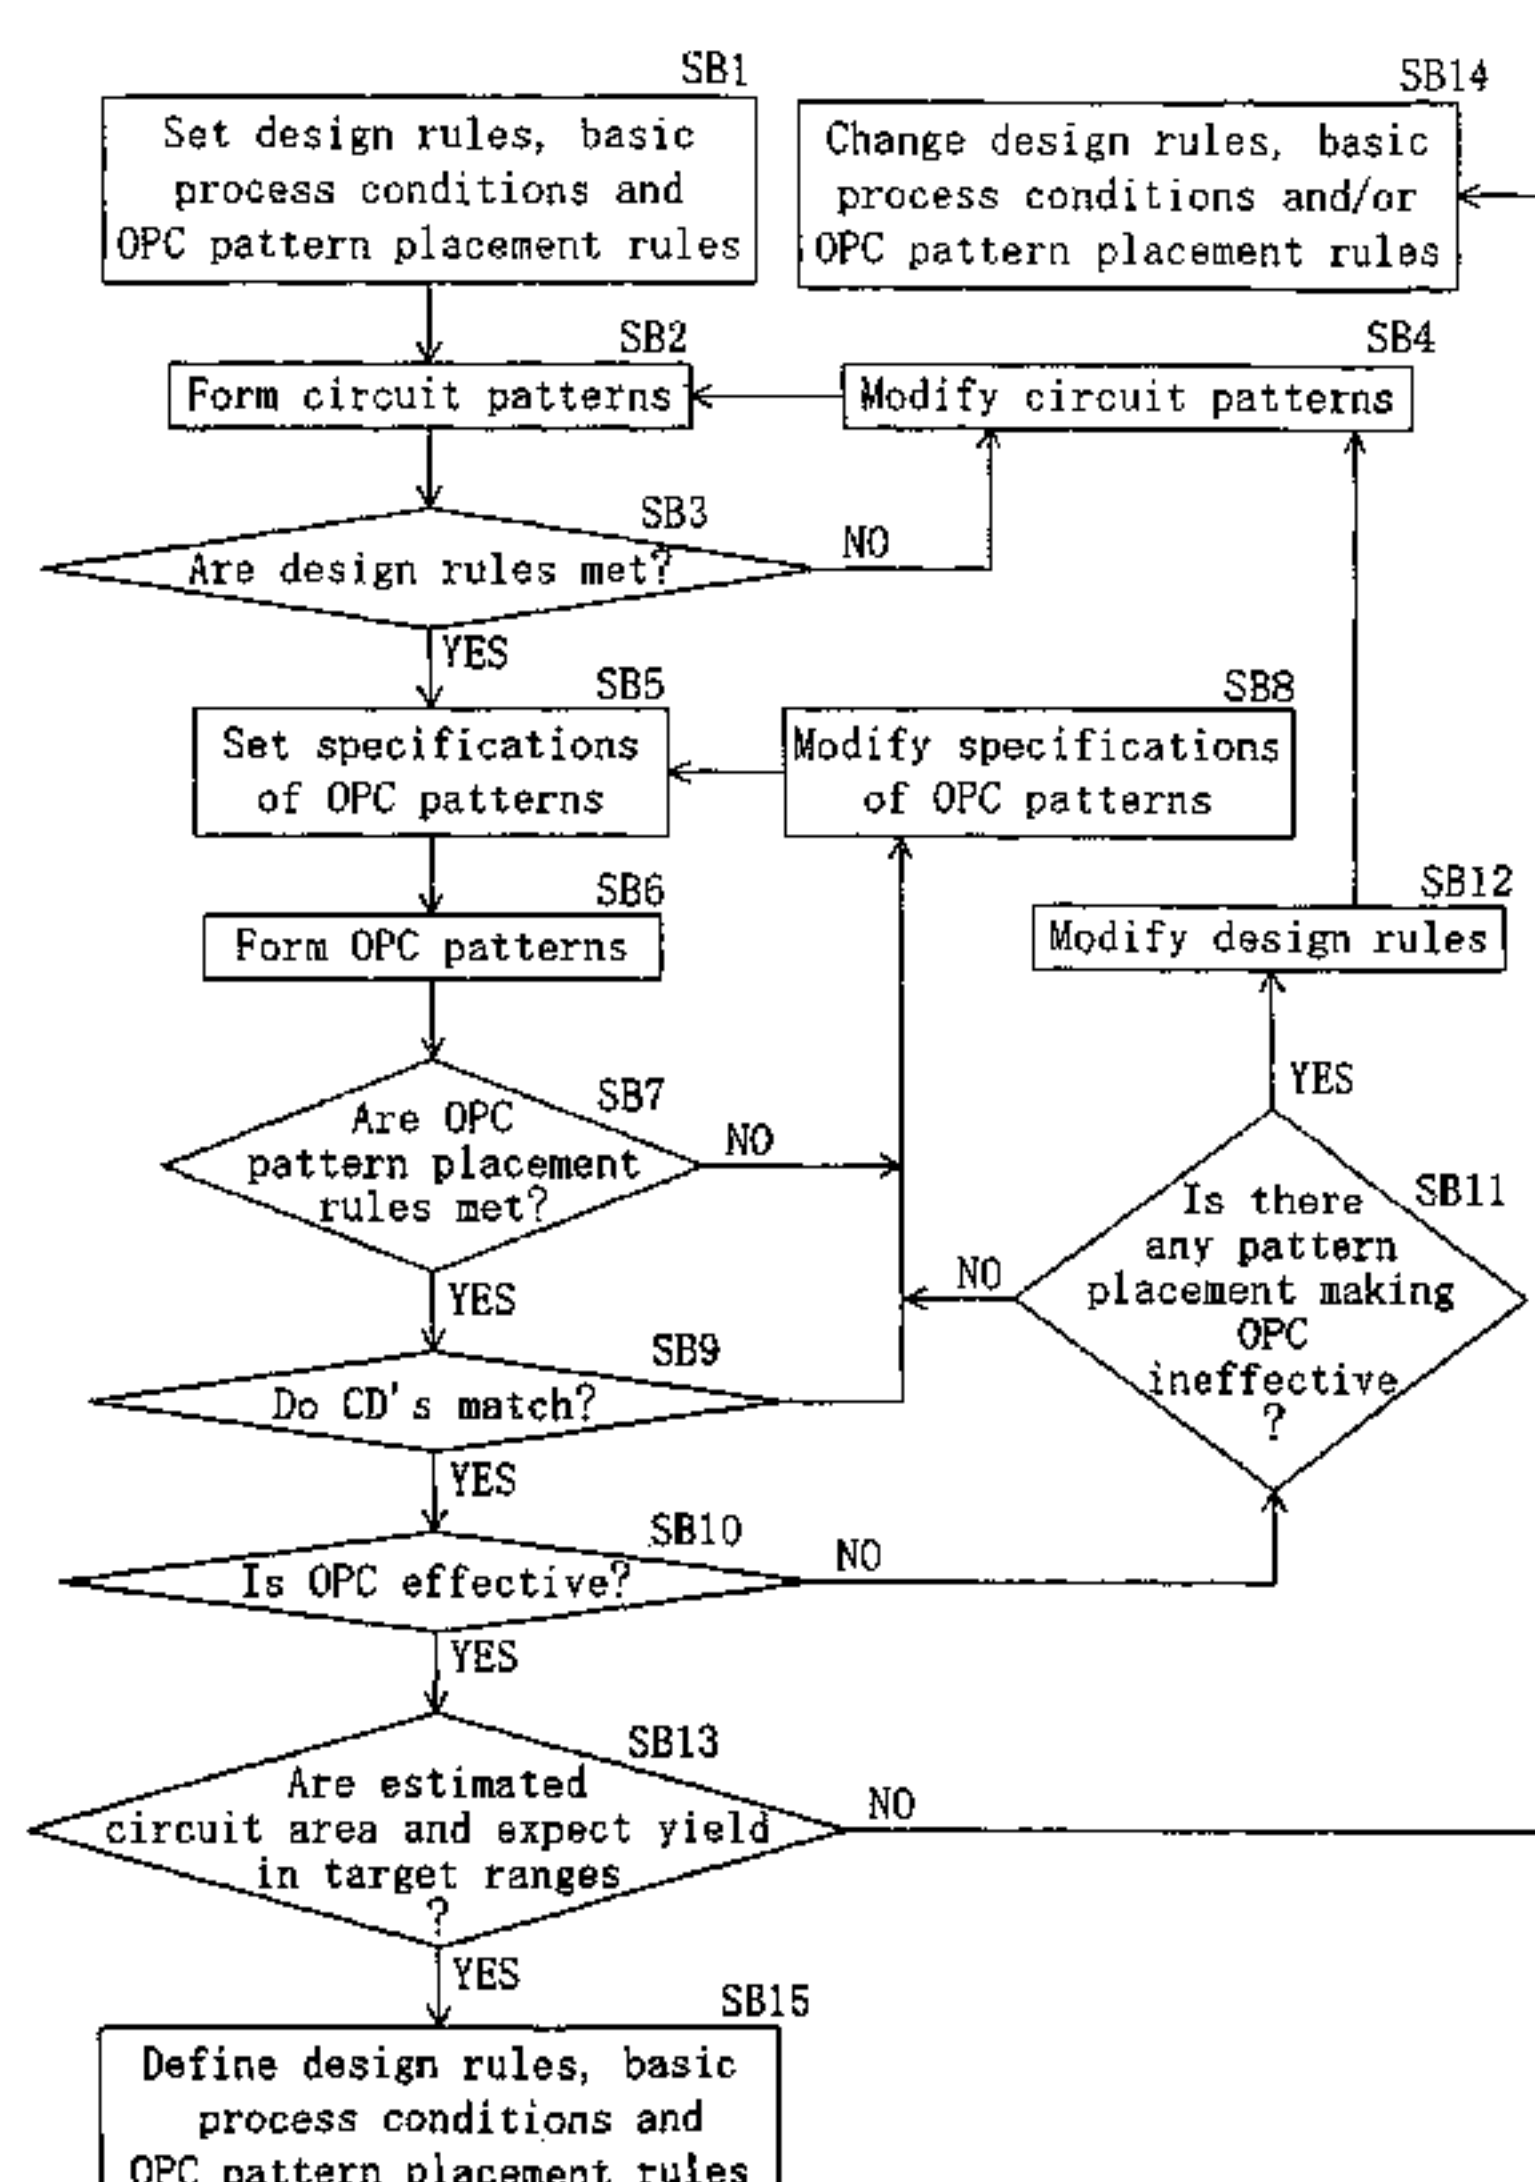 SB1
Set design rules, basic
process conditions and
OPC pattern placement rules
SB14
Change design rules, basic
process conditions and/or
OPC pattern placement rules
SB2
Form circuit patterns
SB4
Modify circuit patterns
SB3
Are design rules met?
NO
YES
SB5
Set specifications
of OPC patterns
SB8
Modify specifications
of OPC patterns
SB6
Form OPC patterns
SB12
Modify design rules
SB7
Are OPC
pattern placement
rules met?
NO
YES
YES
SB11
Is there
any pattern
placement making
OPC
ineffective
?
NO
SB9
Do CD's match?
YES
SB10
Is OPC effective?
NO
YES
SB13
Are estimated
circuit area and expect yield
in target ranges
?
NO
YES
SB15
Define design rules, basic
process conditions and
OPC pattern placement rules